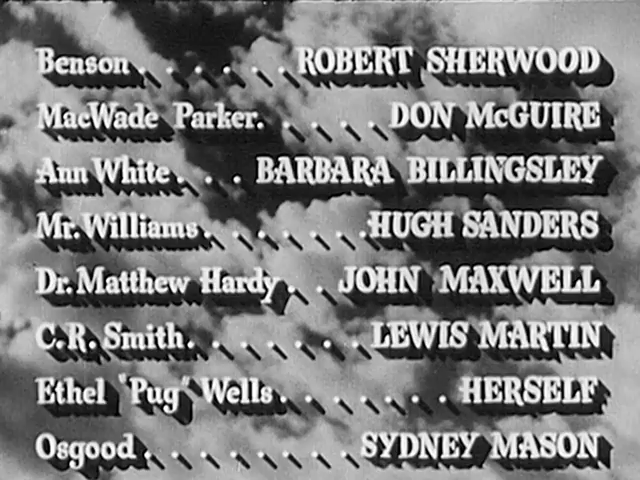 Benson . . . . . . ROBERT SHERWOOD
MacWade Parker. . . . . DON McGUIRE
Ann White . . . BARBARA BILLINGSLEY
Mr. Williams . . . . . . . HUGH SANDERS
Dr. Matthew Hardy . . JOHN MAXWELL
C. R. Smith . . . . . . . LEWIS MARTIN
Ethel "Pug" Wells . . . . . . . HERSELF
Osgood . . . . . . . . SYDNEY MASON